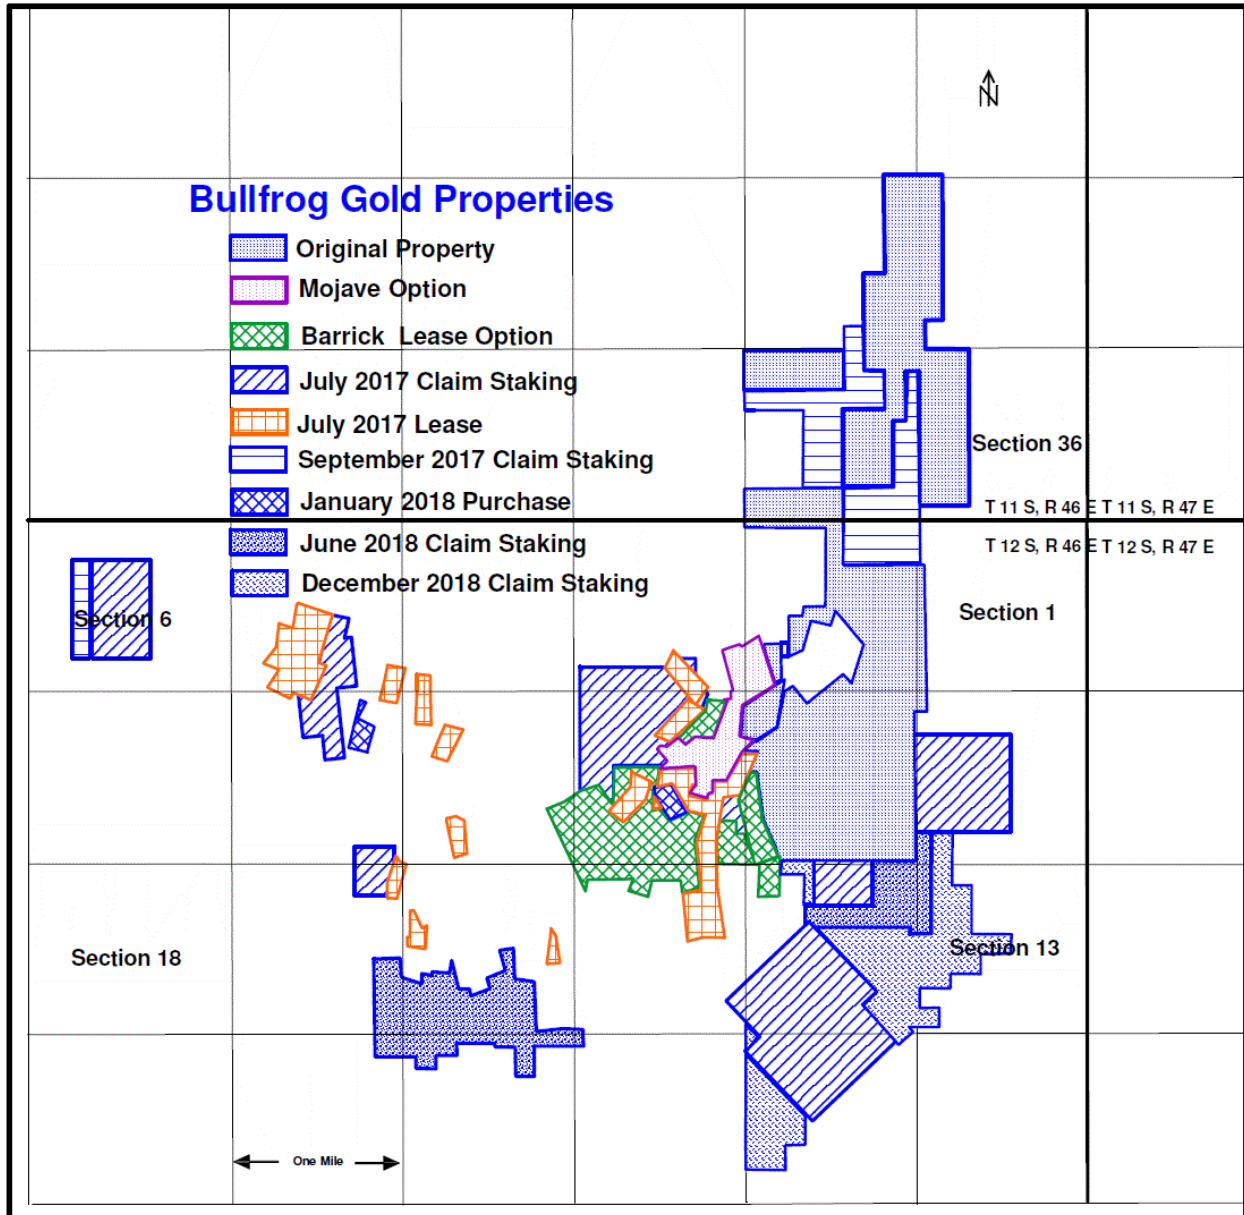 N
Bullfrog Gold Properties
Original Property
Mojave Option
Barrick Lease Option
July 2017 Claim Staking
July 2017 Lease
September 2017 Claim Staking
January 2018 Purchase
June 2018 Claim Staking
December 2018 Claim Staking
Section 36
T 11 S, R 46 E T 11 S, R 47 E
T 12 S, R 46 E T 12 S, R 47 E
Section 6
Section 1
Section 18
Section 13
One Mile